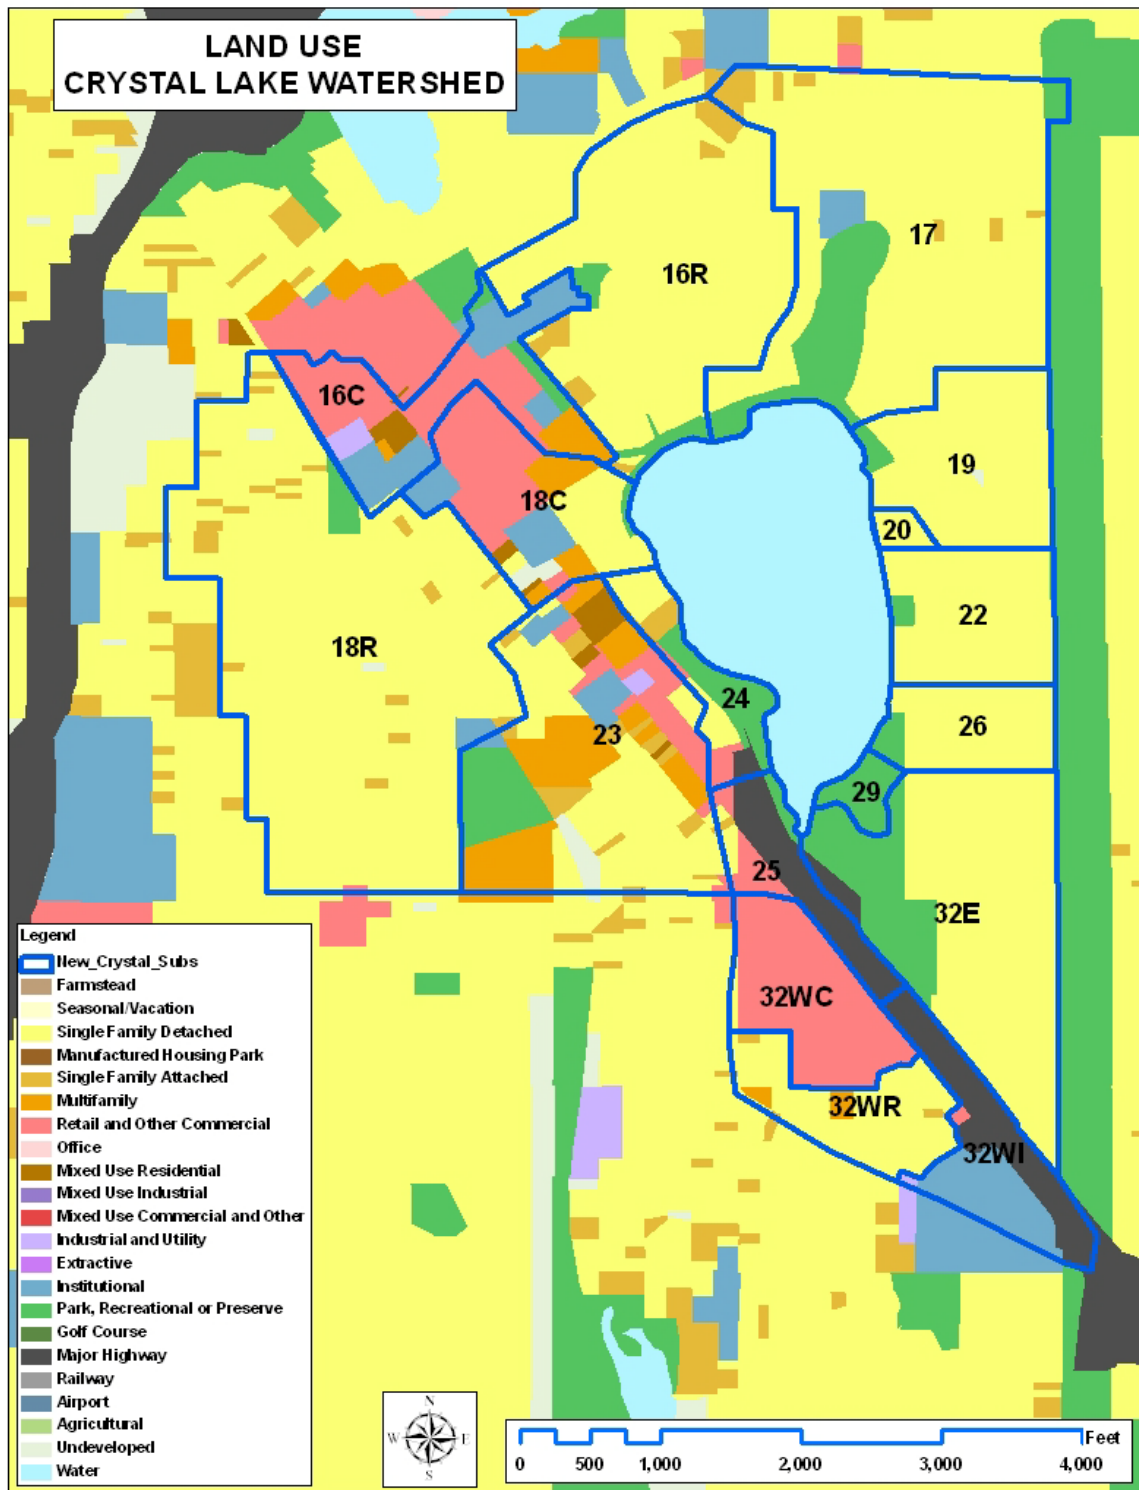 LAND USE
CRYSTAL LAKE WATERSHED
17
16R
16C
19
18C
20
22
18R
24
26
23
29
25
32E
32WC
32WR
32WI
Legend
New_Crystal_Subs
Farmstead
Seasonal/Vacation
Single Family Detached
Manufactured Housing Park
Single Family Attached
Multifamily
Retail and Other Commercial
Office
Mixed Use Residential
Mixed Use Industrial
Mixed Use Commercial and Other
Industrial and Utility
Extractive
Institutional
Park, Recreational or Preserve
Golf Course
Major Highway
Railway
Airport
Agricultural
Undeveloped
Water
N
W E
S
Feet
0 500 1,000 2,000 3,000 4,000